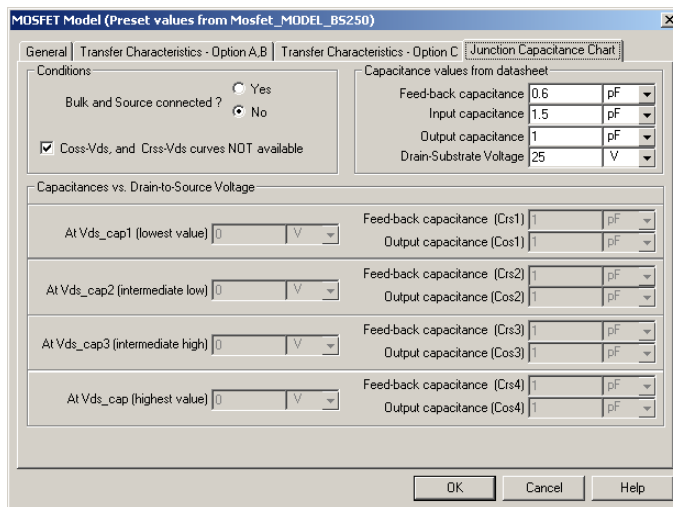 MOSFET Model (Preset values from Mosfet_MODEL_BS250)
General Transfer Characteristics - Option A,B Transfer Characteristics - Option C Junction Capacitance Chart
Conditions
Bulk and Source connected ?
Yes
No
Coss-Vds, and Crss-Vds curves NOT available
Capacitance values from datasheet
Feed-back capacitance 0.6 pF
Input capacitance 1.5 pF
Output capacitance 1 pF
Drain-Substrate Voltage 25 V
Capacitances vs. Drain-to-Source Voltage
At Vds_cap1 (lowest value) 0 V
Feed-back capacitance (Crs1) 1 pF
Output capacitance (Cos1) 1 pF
At Vds_cap2 (intermediate low) 0 V
Feed-back capacitance (Crs2) 1 pF
Output capacitance (Cos2) 1 pF
At Vds_cap3 (intermediate high) 0 V
Feed-back capacitance (Crs3) 1 pF
Output capacitance (Cos3) 1 pF
At Vds_cap (highest value) 0 V
Feed-back capacitance (Crs4) 1 pF
Output capacitance (Cos4) 1 pF
OK Cancel Help